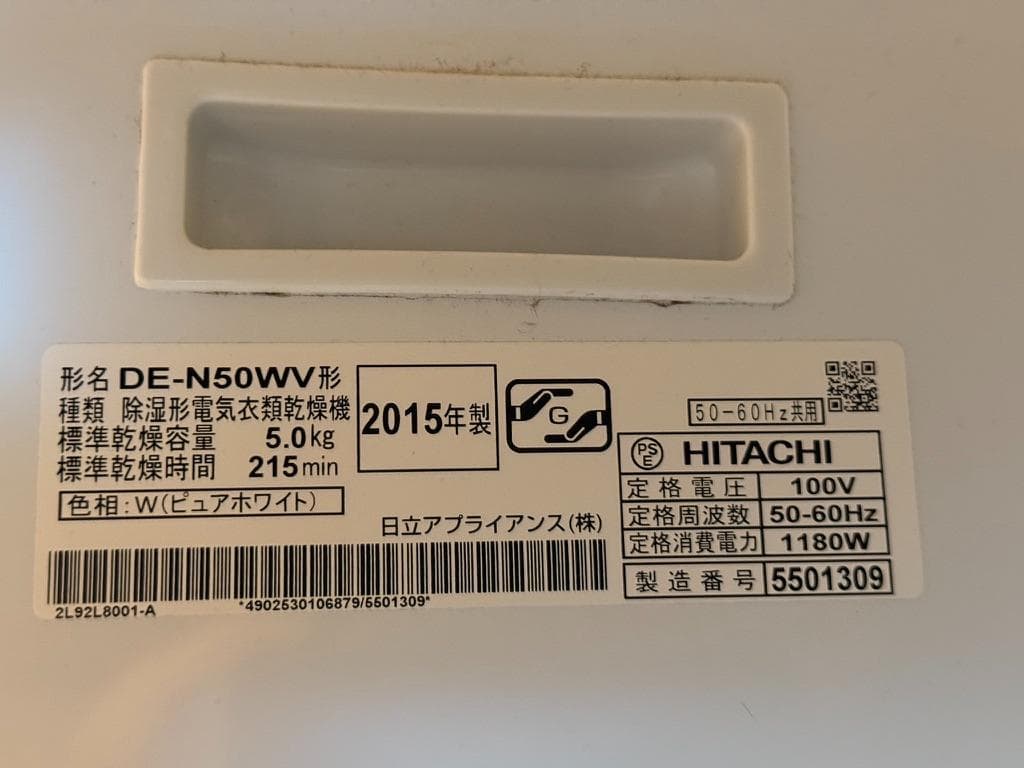 形名 DE-N50WV形
種類 除湿形電気衣類乾燥機
標準乾燥容量 5.0kg
標準乾燥時間 215min
色相:W(ピュアホワイト)
2015年製
G
日立アプライアンス(株)
2L92L8001-A
*4902530106879/5501309*
50-60Hz共用
PSE HITACHI
定格電圧 100V
定格周波数 50-60Hz
定格消費電力 1180W
製造番号 5501309